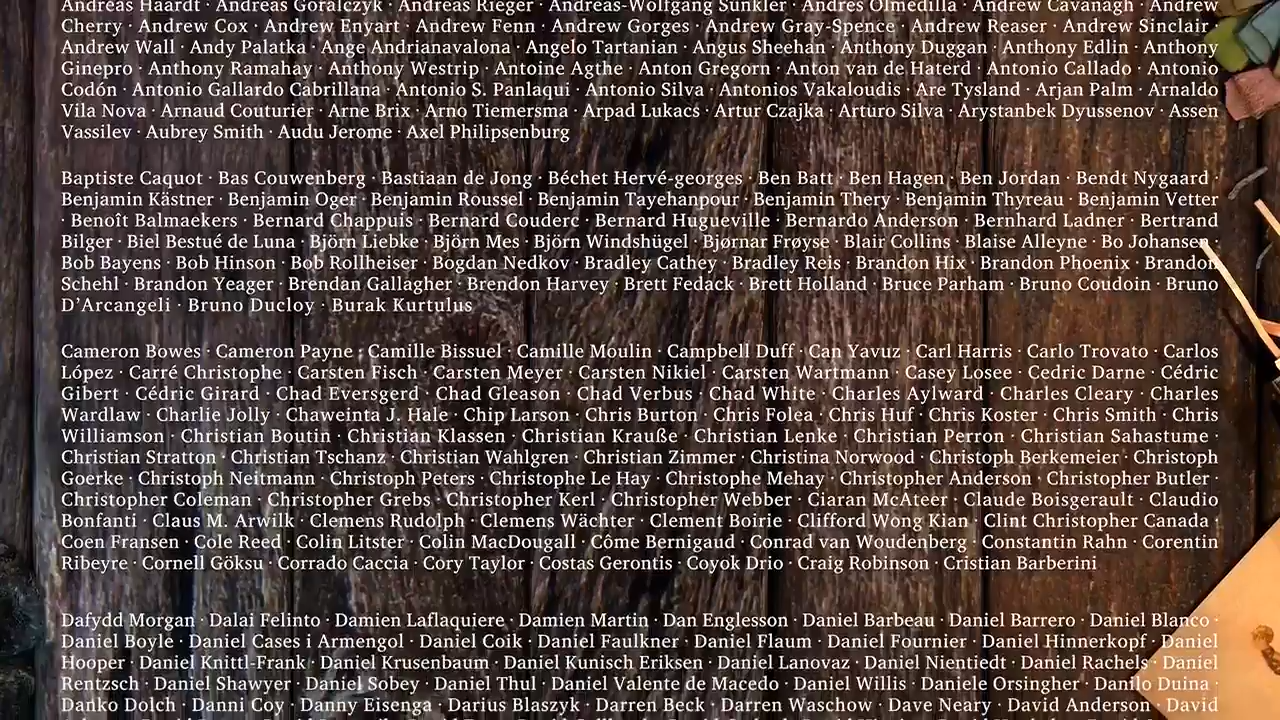 Andreas Haardt · Andreas Goralczyk · Andreas Rieger · Andreas-Wolfgang Sunkler · Andres Olmedilla · Andrew Cavanagh · Andrew
Cherry · Andrew Cox · Andrew Enyart · Andrew Fenn · Andrew Gorges · Andrew Gray-Spence · Andrew Reaser · Andrew Sinclair ·
Andrew Wall · Andy Palatka · Ange Andrianavalona · Angelo Tartanian · Angus Sheehan · Anthony Duggan · Anthony Edlin · Anthony
Ginepro · Anthony Ramahay · Anthony Westrip · Antoine Agthe · Anton Gregorn · Anton van de Haterd · Antonio Callado · Antonio
Codón · Antonio Gallardo Cabrillana · Antonio S. Panlaqui · Antonio Silva · Antonios Vakaloudis · Are Tysland · Arjan Palm · Arnaldo
Vila Nova · Arnaud Couturier · Arne Brix · Arno Tiemersma · Arpad Lukacs · Artur Czajka · Arturo Silva · Arystanbek Dyussenov · Assen
Vassilev · Aubrey Smith · Audu Jerome · Axel Philipsenburg
Baptiste Caquot · Bas Couwenberg · Bastiaan de Jong · Béchet Hervé-georges · Ben Batt · Ben Hagen · Ben Jordan · Bendt Nygaard ·
Benjamin Kästner · Benjamin Oger · Benjamin Roussel · Benjamin Tayehanpour · Benjamin Thery · Benjamin Thyreau · Benjamin Vetter
· Benoît Balmaekers · Bernard Chappuis · Bernard Couderc · Bernard Hugueville · Bernardo Anderson · Bernhard Ladner · Bertrand
Bilger · Biel Bestué de Luna · Björn Liebke · Björn Mes · Björn Windshügel · Bjørnar Frøyse · Blair Collins · Blaise Alleyne · Bo Johansen ·
Bob Bayens · Bob Hinson · Bob Rollheiser · Bogdan Nedkov · Bradley Cathey · Bradley Reis · Brandon Hix · Brandon Phoenix · Brandon
Schehl · Brandon Yeager · Brendan Gallagher · Brendon Harvey · Brett Fedack · Brett Holland · Bruce Parham · Bruno Coudoin · Bruno
D’Arcangeli · Bruno Ducloy · Burak Kurtulus
Cameron Bowes · Cameron Payne · Camille Bissuel · Camille Moulin · Campbell Duff · Can Yavuz · Carl Harris · Carlo Trovato · Carlos
López · Carré Christophe · Carsten Fisch · Carsten Meyer · Carsten Nikiel · Carsten Wartmann · Casey Losee · Cedric Darne · Cédric
Gibert · Cédric Girard · Chad Eversgerd · Chad Gleason · Chad Verbus · Chad White · Charles Aylward · Charles Cleary · Charles
Wardlaw · Charlie Jolly · Chaweinta J. Hale · Chip Larson · Chris Burton · Chris Folea · Chris Huf · Chris Koster · Chris Smith · Chris
Williamson · Christian Boutin · Christian Klassen · Christian Krauße · Christian Lenke · Christian Perron · Christian Sahastume ·
Christian Stratton · Christian Tschanz · Christian Wahlgren · Christian Zimmer · Christina Norwood · Christoph Berkemeier · Christoph
Goerke · Christoph Neitmann · Christoph Peters · Christophe Le Hay · Christophe Mehay · Christopher Anderson · Christopher Butler ·
Christopher Coleman · Christopher Grebs · Christopher Kerl · Christopher Webber · Ciaran McAteer · Claude Boisgerault · Claudio
Bonfanti · Claus M. Arwilk · Clemens Rudolph · Clemens Wächter · Clement Boirie · Clifford Wong Kian · Clint Christopher Canada ·
Coen Fransen · Cole Reed · Colin Litster · Colin MacDougall · Côme Bernigaud · Conrad van Woudenberg · Constantin Rahn · Corentin
Ribeyre · Cornell Göksu · Corrado Caccia · Cory Taylor · Costas Gerontis · Coyok Drio · Craig Robinson · Cristian Barberini
Dafydd Morgan · Dalai Felinto · Damien Laflaquiere · Damien Martin · Dan Englesson · Daniel Barbeau · Daniel Barrero · Daniel Blanco ·
Daniel Boyle · Daniel Cases i Armengol · Daniel Coik · Daniel Faulkner · Daniel Flaum · Daniel Fournier · Daniel Hinnerkopf · Daniel
Hooper · Daniel Knittl-Frank · Daniel Krusenbaum · Daniel Kunisch Eriksen · Daniel Lanovaz · Daniel Nientiedt · Daniel Rachels · Daniel
Rentzsch · Daniel Shawyer · Daniel Sobey · Daniel Thul · Daniel Valente de Macedo · Daniel Willis · Daniele Orsingher · Danilo Duina ·
Danko Dolch · Danni Coy · Danny Eisenga · Darius Blaszyk · Darren Beck · Darren Waschow · Dave Neary · David Anderson · David